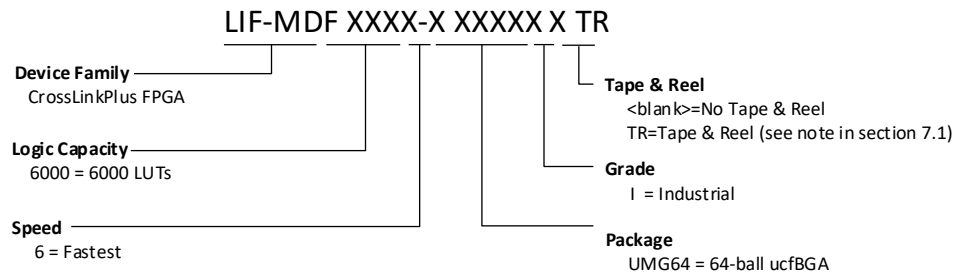 LIF-MDF XXXX-X XXXXX X TR
Device Family
CrossLinkPlus FPGA
Logic Capacity
6000 = 6000 LUTs
Speed
6 = Fastest
Tape & Reel
<blank>=No Tape & Reel
TR=Tape & Reel (see note in section 7.1)
Grade
I = Industrial
Package
UMG64 = 64-ball ucfBGA